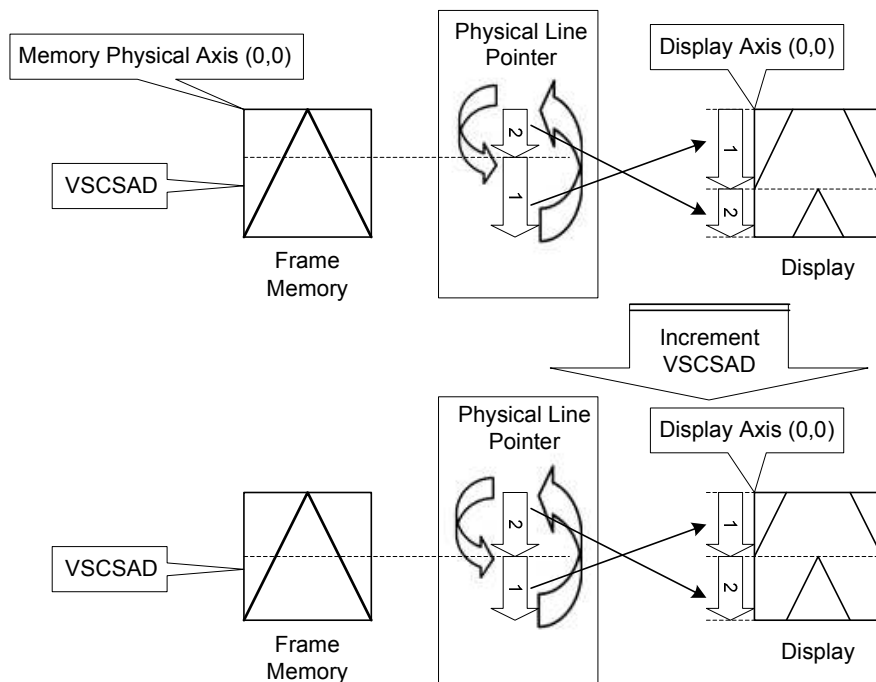 Physical Line
Pointer
Memory Physical Axis (0,0)
Display Axis (0,0)
2
1
1
2
VSCSAD
Frame
Memory
Display
Increment
VSCSAD
Physical Line
Pointer
Display Axis (0,0)
2
1
1
2
VSCSAD
Frame
Memory
Display